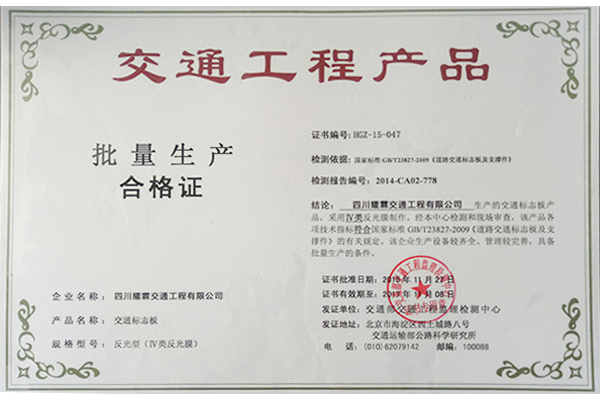 交通工程产品
批量生产
合格证
证书编号:HGZ-15-047
检测依据: 国家标准 GB/T23827-2009《道路交通标志板及支撑件》
检测报告编号:2014-CA02-778
结论: 四川耀霖交通工程有限公司 生产的交通标志板产
品，采用Ⅳ类反光膜制作。经本中心检测和现场审查，该产品各
项技术指标符合国家标准 GB/T23827-2009《道路交通标志板及支
撑件》的有关规定。该企业生产设备较齐全、管理较完善，具备
批量生产的条件。
证书批准日期: 11月27日
证书有效期至: 11月08日
企业名称：四川耀霖交通工程有限公司
产品名称：交通标志板
规格型号：反光型（Ⅳ类反光膜）
发证单位: 交通部交通工程监理检测中心
发证地址: 北京市海淀区西土城路八号
交通运输部公路科学研究所
电话：(010)62079142 邮编：100088